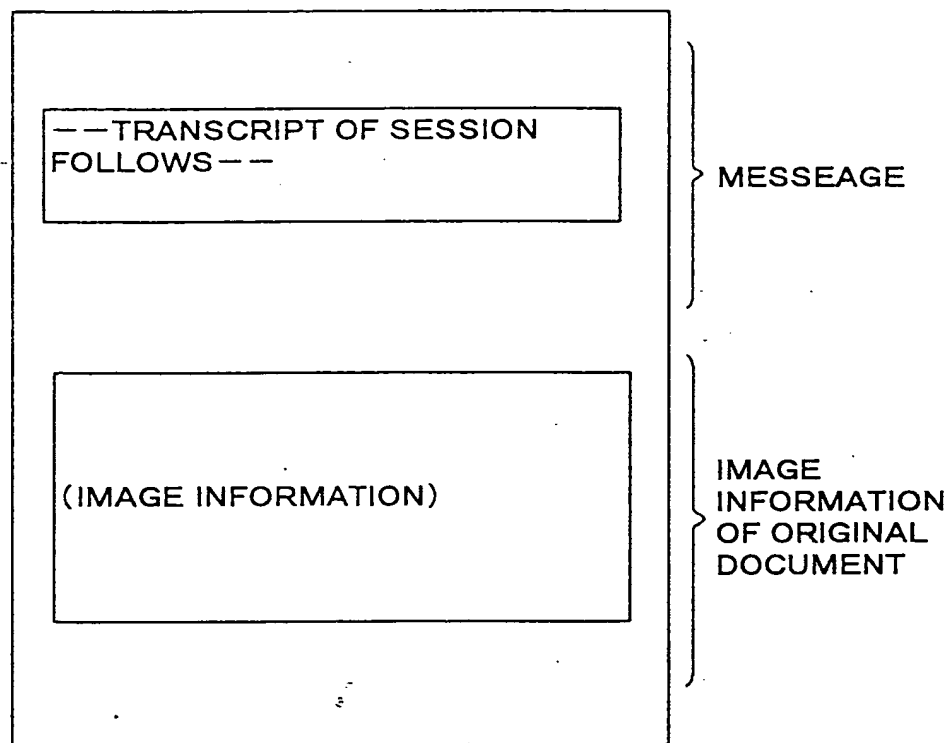 ——TRANSCRIPT OF SESSION
FOLLOWS——
MESSEAGE
(IMAGE INFORMATION)
IMAGE
INFORMATION
OF ORIGINAL
DOCUMENT